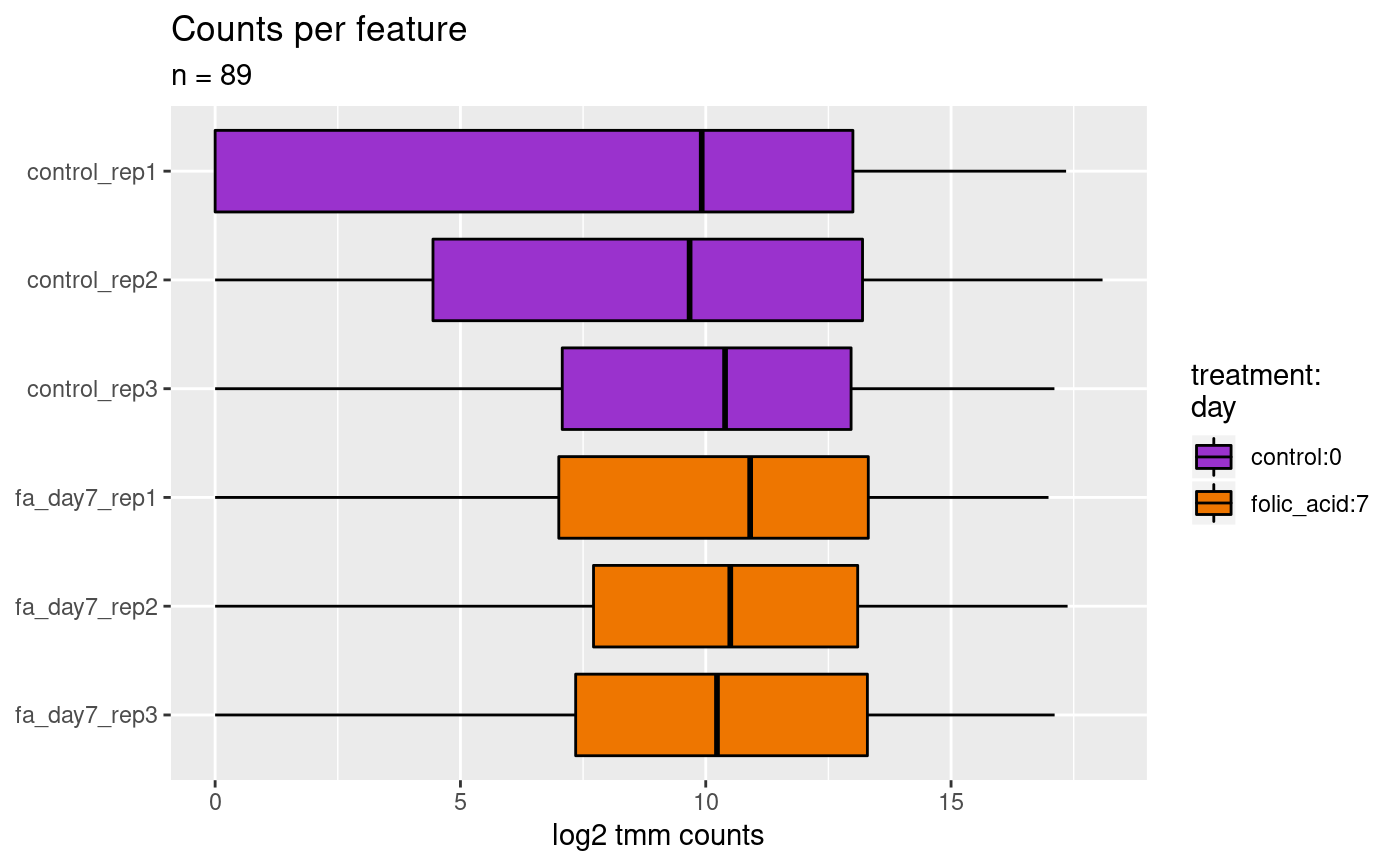 Counts per feature
n = 89
control_rep1
control_rep2
control_rep3
fa_day7_rep1
fa_day7_rep2
fa_day7_rep3
0 5 10 15
log2 tmm counts
treatment:
day
control:0
folic_acid:7